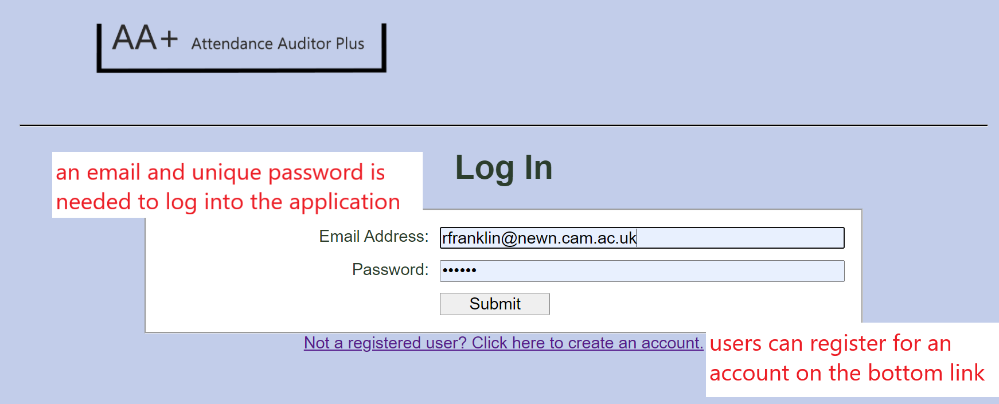 AA+ Attendance Auditor Plus
Log In
an email and unique password is
needed to log into the application
Email Address: rfranklin@newn.cam.ac.uk
Password: ••••••
Submit
Not a registered user? Click here to create an account.
users can register for an
account on the bottom link